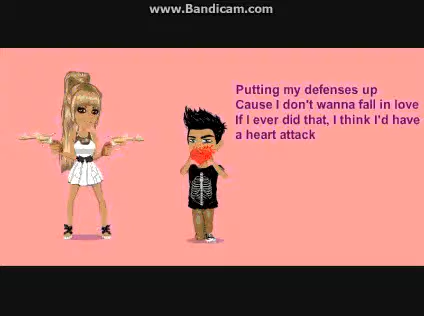 www.Bandicam.com
Putting my defenses up
Cause I don't wanna fall in love
If I ever did that, I think I'd have
a heart attack